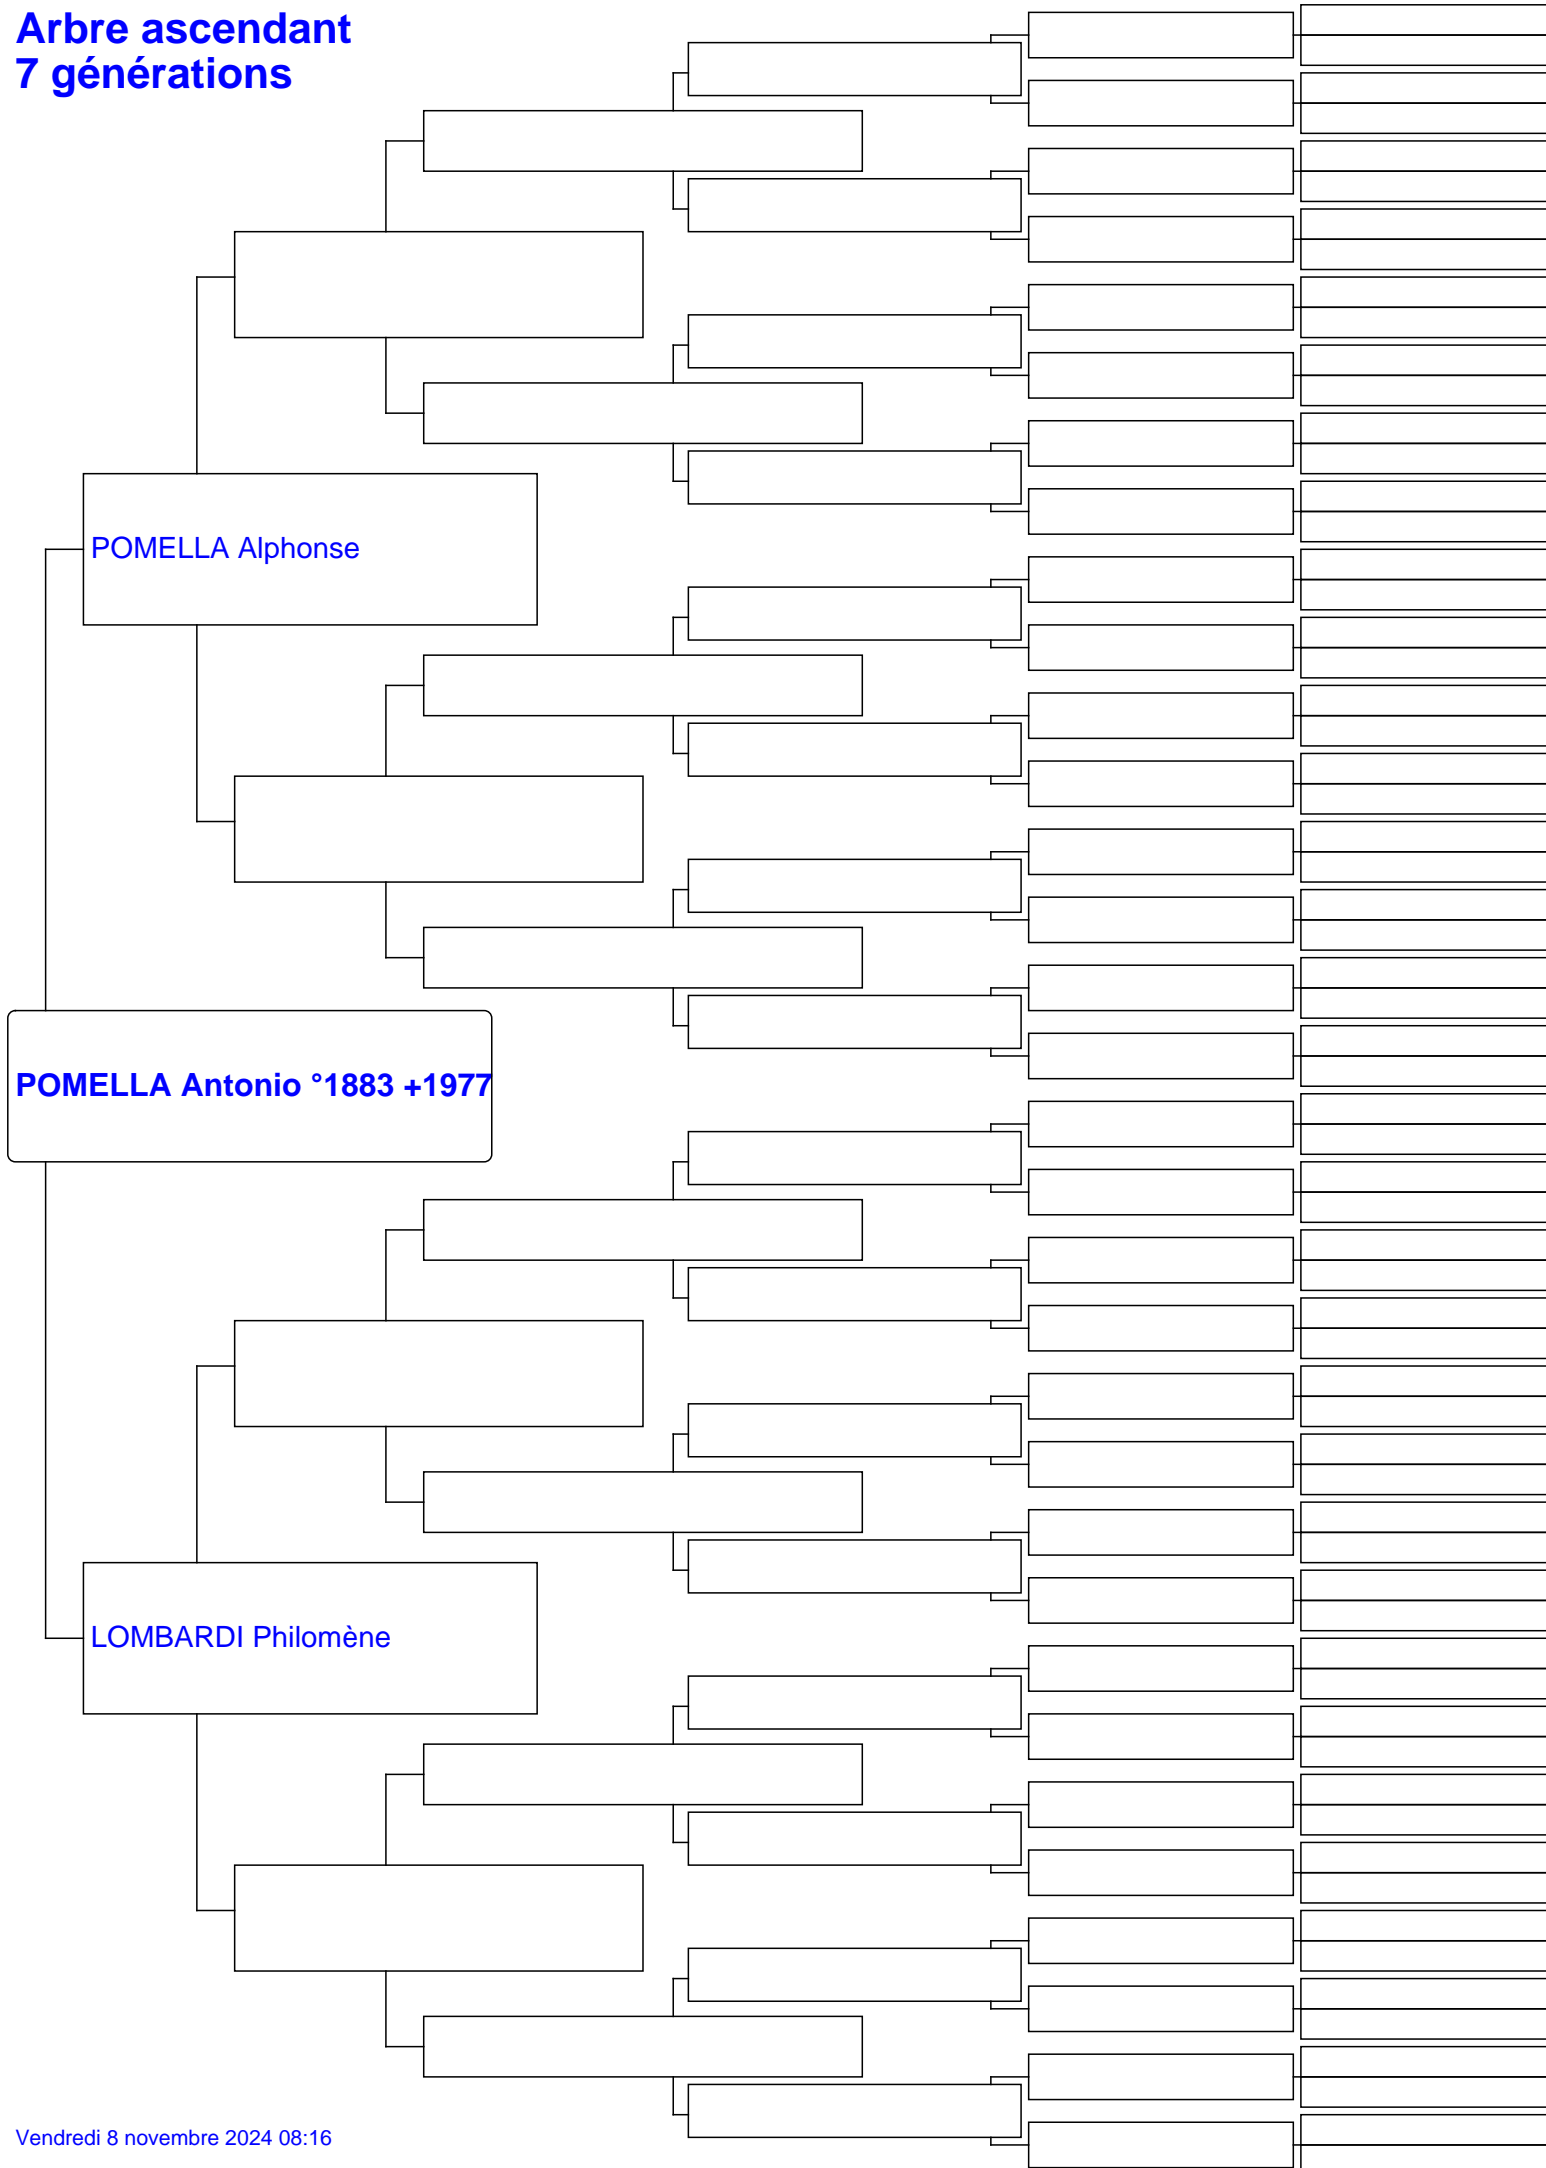 Arbre ascendant
7 générations
POMELLA Alphonse
POMELLA Antonio °1883 +1977
LOMBARDI Philomène
Vendredi 8 novembre 2024 08:16